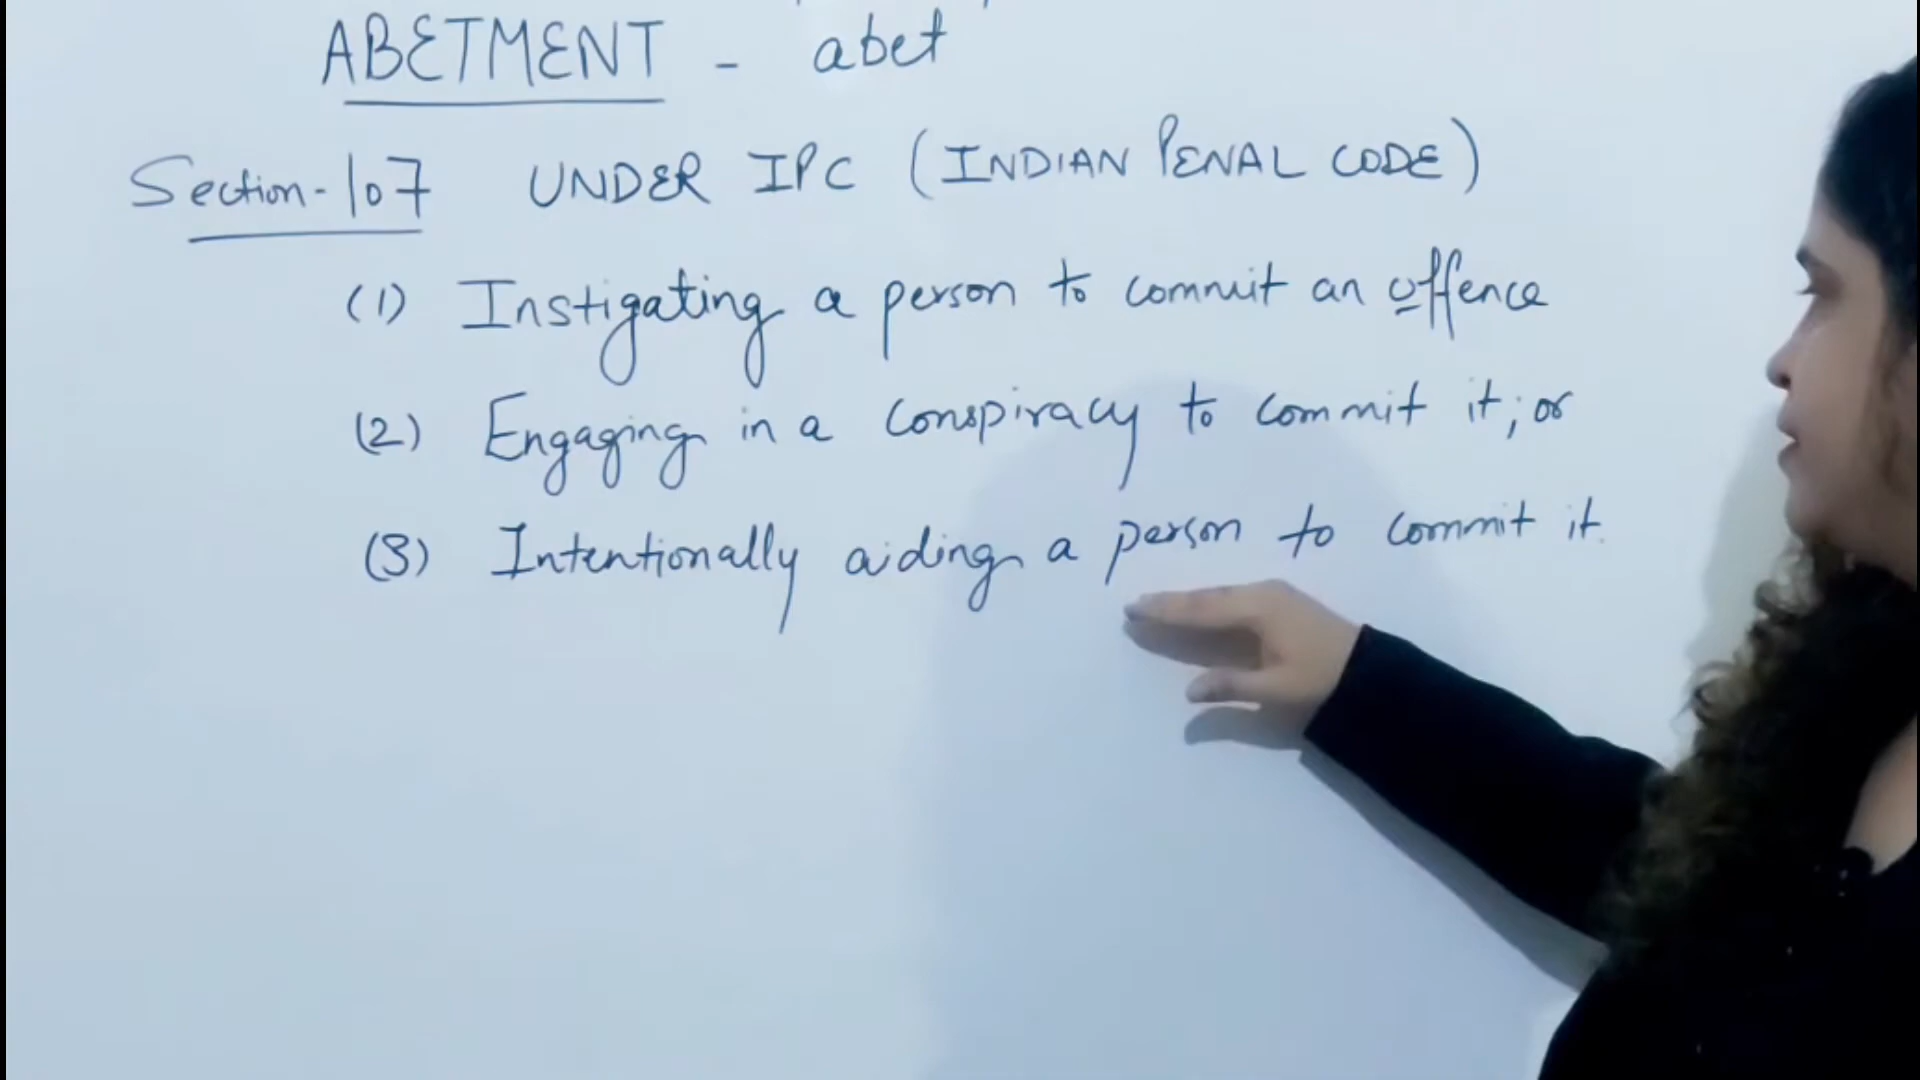 ABETMENT - abet
Section-107 UNDER IPC (INDIAN PENAL CODE)
(1) Instigating a person to commit an offence
(2) Engaging in a conspiracy to commit it; or
(3) Intentionally aiding a person to commit it.